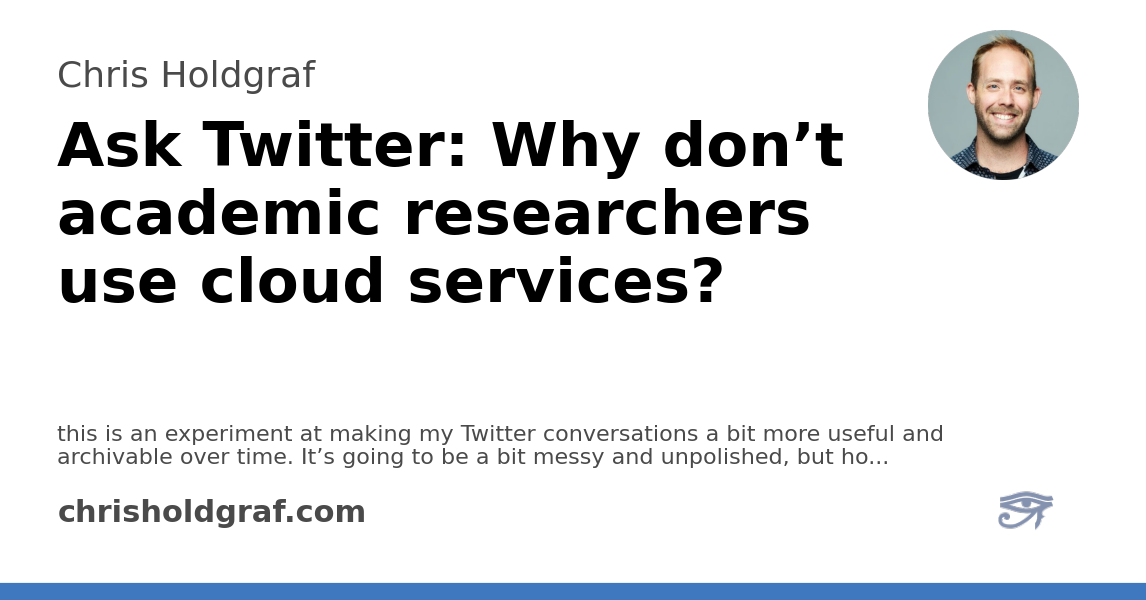 Chris Holdgraf
Ask Twitter: Why don’t
academic researchers
use cloud services?
this is an experiment at making my Twitter conversations a bit more useful and
archivable over time. It’s going to be a bit messy and unpolished, but ho...
chrisholdgraf.com